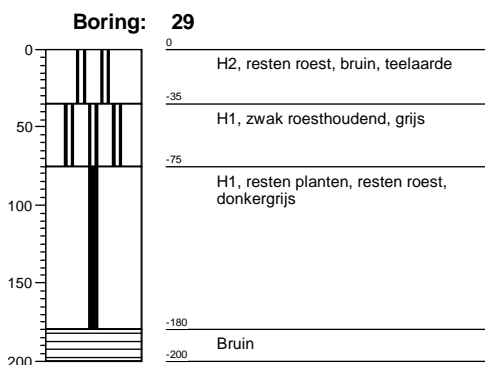 Boring: 29
0
0
H2, resten roest, bruin, teelaarde
-35
50
H1, zwak roesthoudend, grijs
-75
100
H1, resten planten, resten roest,
donkergrijs
150
-180
Bruin
200
-200